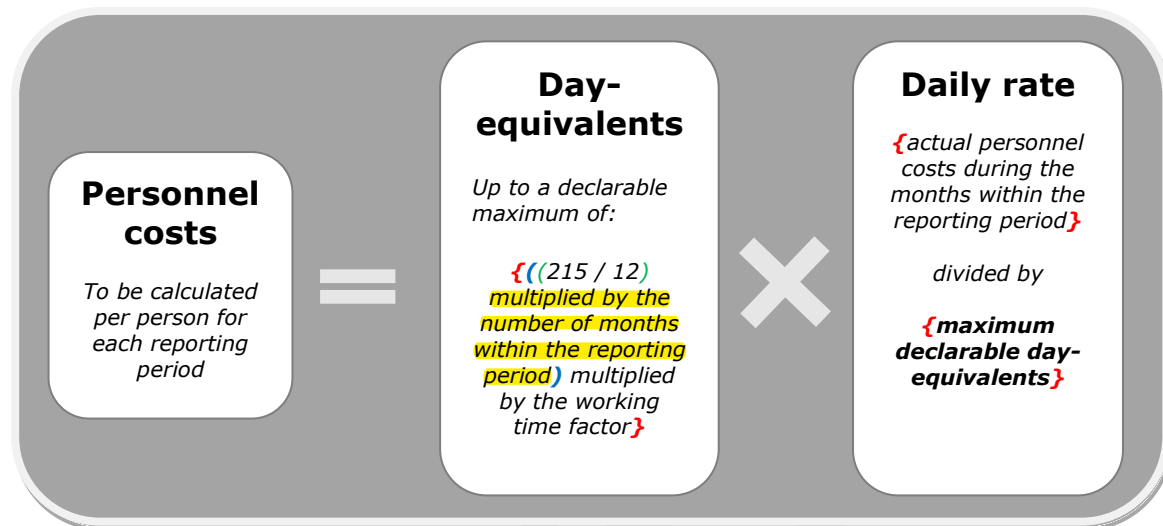 Personnel
costs
To be calculated
per person for
each reporting
period
=
Day-
equivalents
Up to a declarable
maximum of:
{((215 / 12)
multiplied by the
number of months
within the reporting
period) multiplied
by the working
time factor}
×
Daily rate
{actual personnel
costs during the
months within the
reporting period}
divided by
{maximum
declarable day-
equivalents}